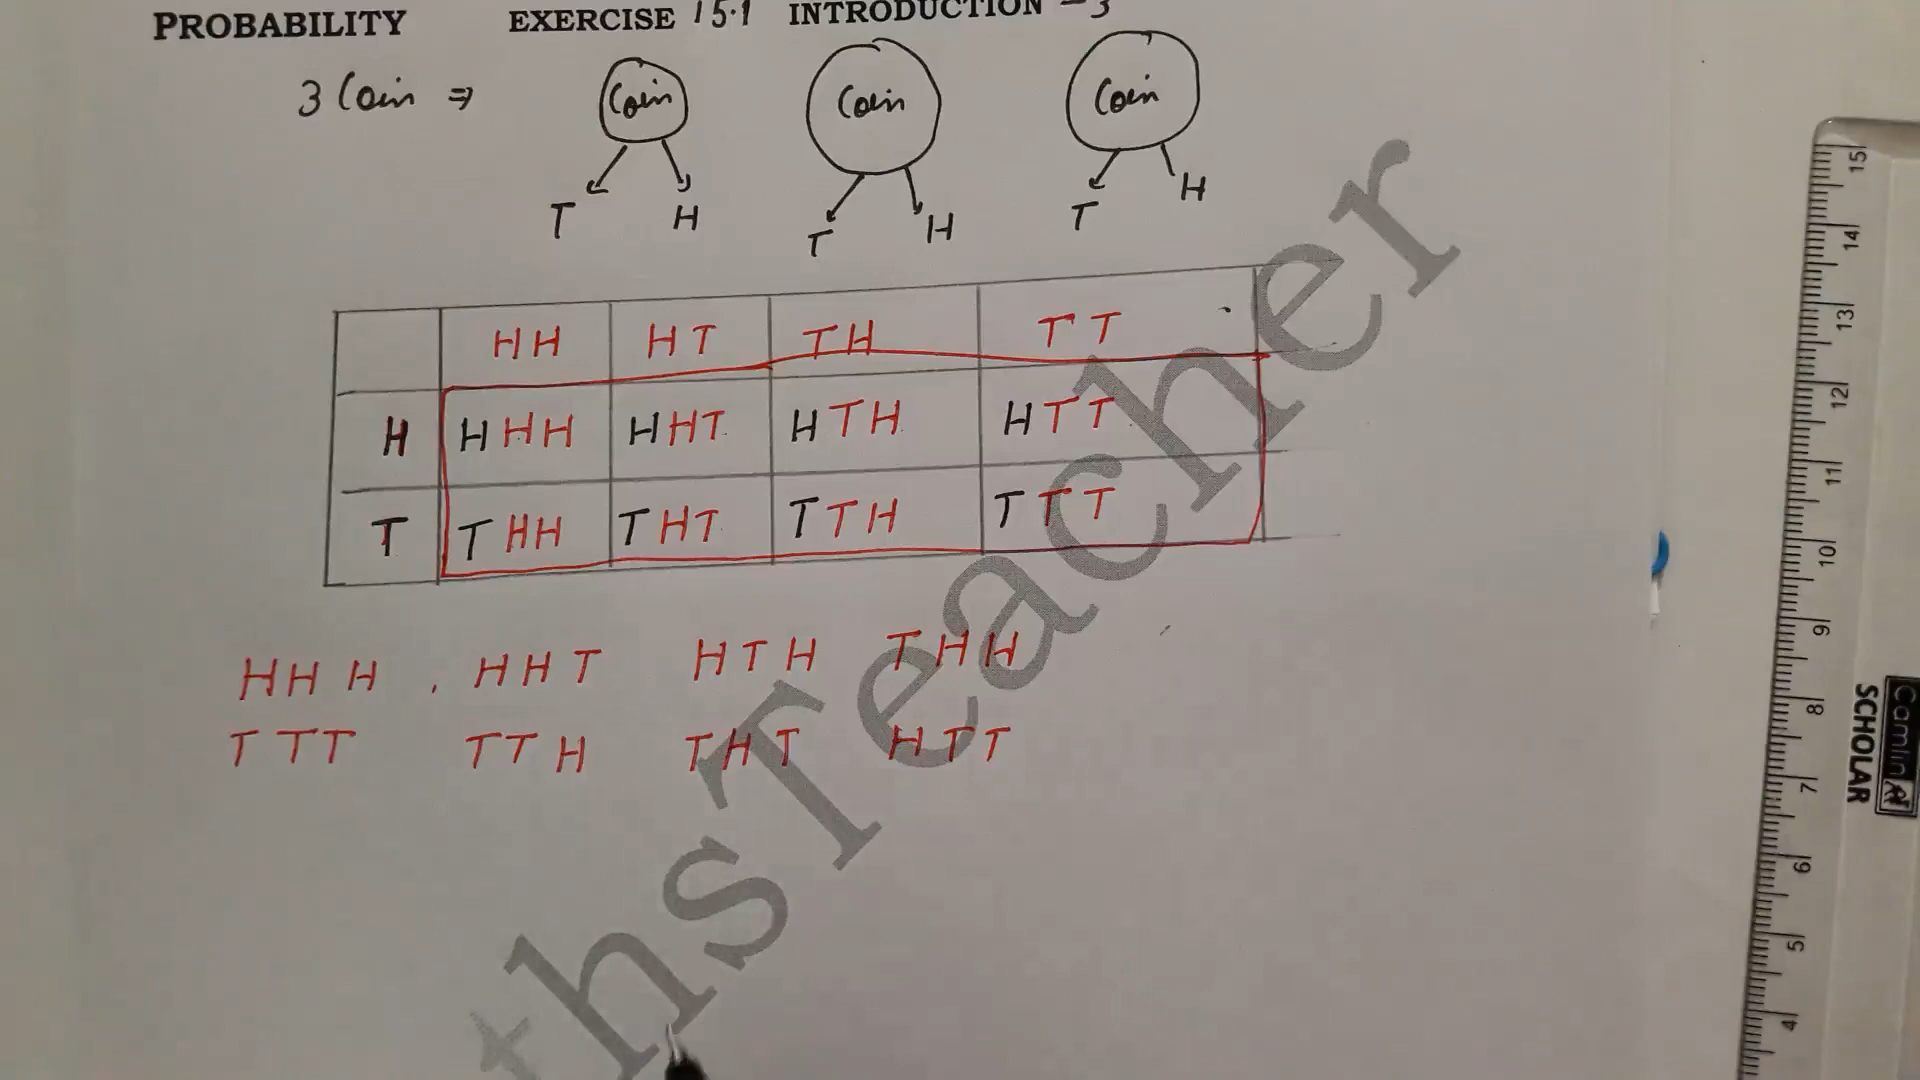 PROBABILITY EXERCISE 15.1 INTRODUCTION - 3
3 Coin ⇒ Coin Coin Coin
T H T H T H
HH HT TH TT
H HHH HHT HTH HTT
T THH THT TTH TTT
HHH , HHT HTH THH
TTT TTH THT HTT
thsTeacher
15
14
13
12
11
10
9
8
7
6
5
4
Camlin
SCHOLAR